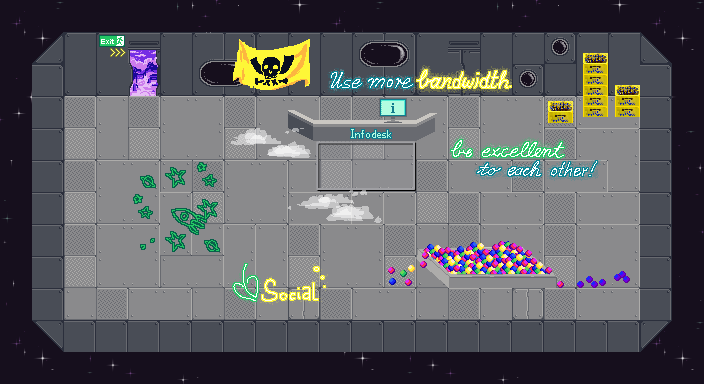 Exit
Use more bandwidth
i
Infodesk
be excellent
to each other!
Social